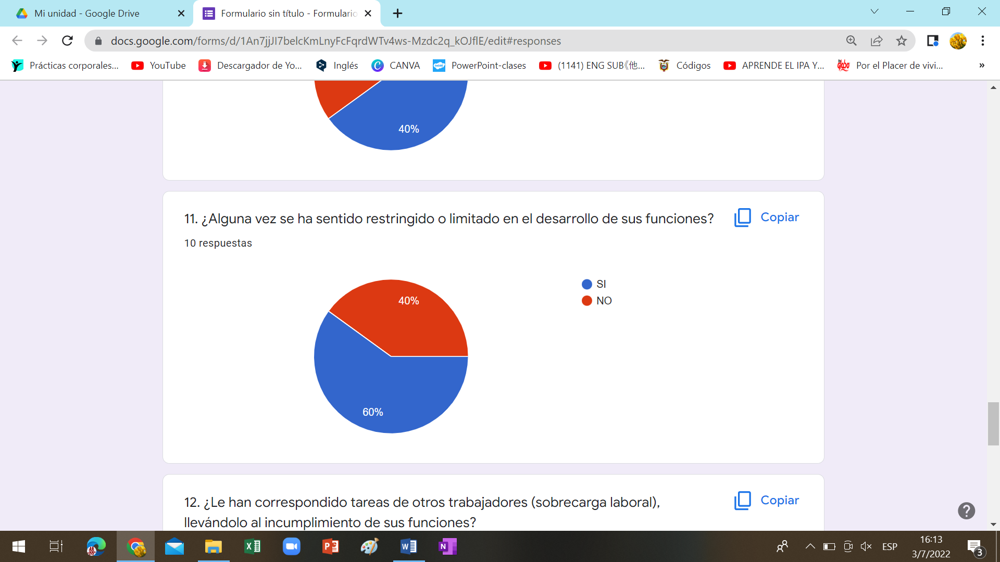 Mi unidad - Google Drive
Formulario sin título - Formulario
docs.google.com/forms/d/1An7jjJI7belcKmLnyFcFqrdWTv4ws-Mzdc2q_kOJflE/edit#responses
Prácticas corporales...
YouTube
Descargador de Yo...
Inglés
CANVA
PowerPoint-clases
(1141) ENG SUB《他...
Códigos
APRENDE EL IPA Y...
Por el Placer de vivi...
»
40%
11. ¿Alguna vez se ha sentido restringido o limitado en el desarrollo de sus funciones?
Copiar
10 respuestas
40%
60%
SI
NO
12. ¿Le han correspondido tareas de otros trabajadores (sobrecarga laboral),
llevándolo al incumplimiento de sus funciones?
Copiar
ESP
16:13
3/7/2022
3